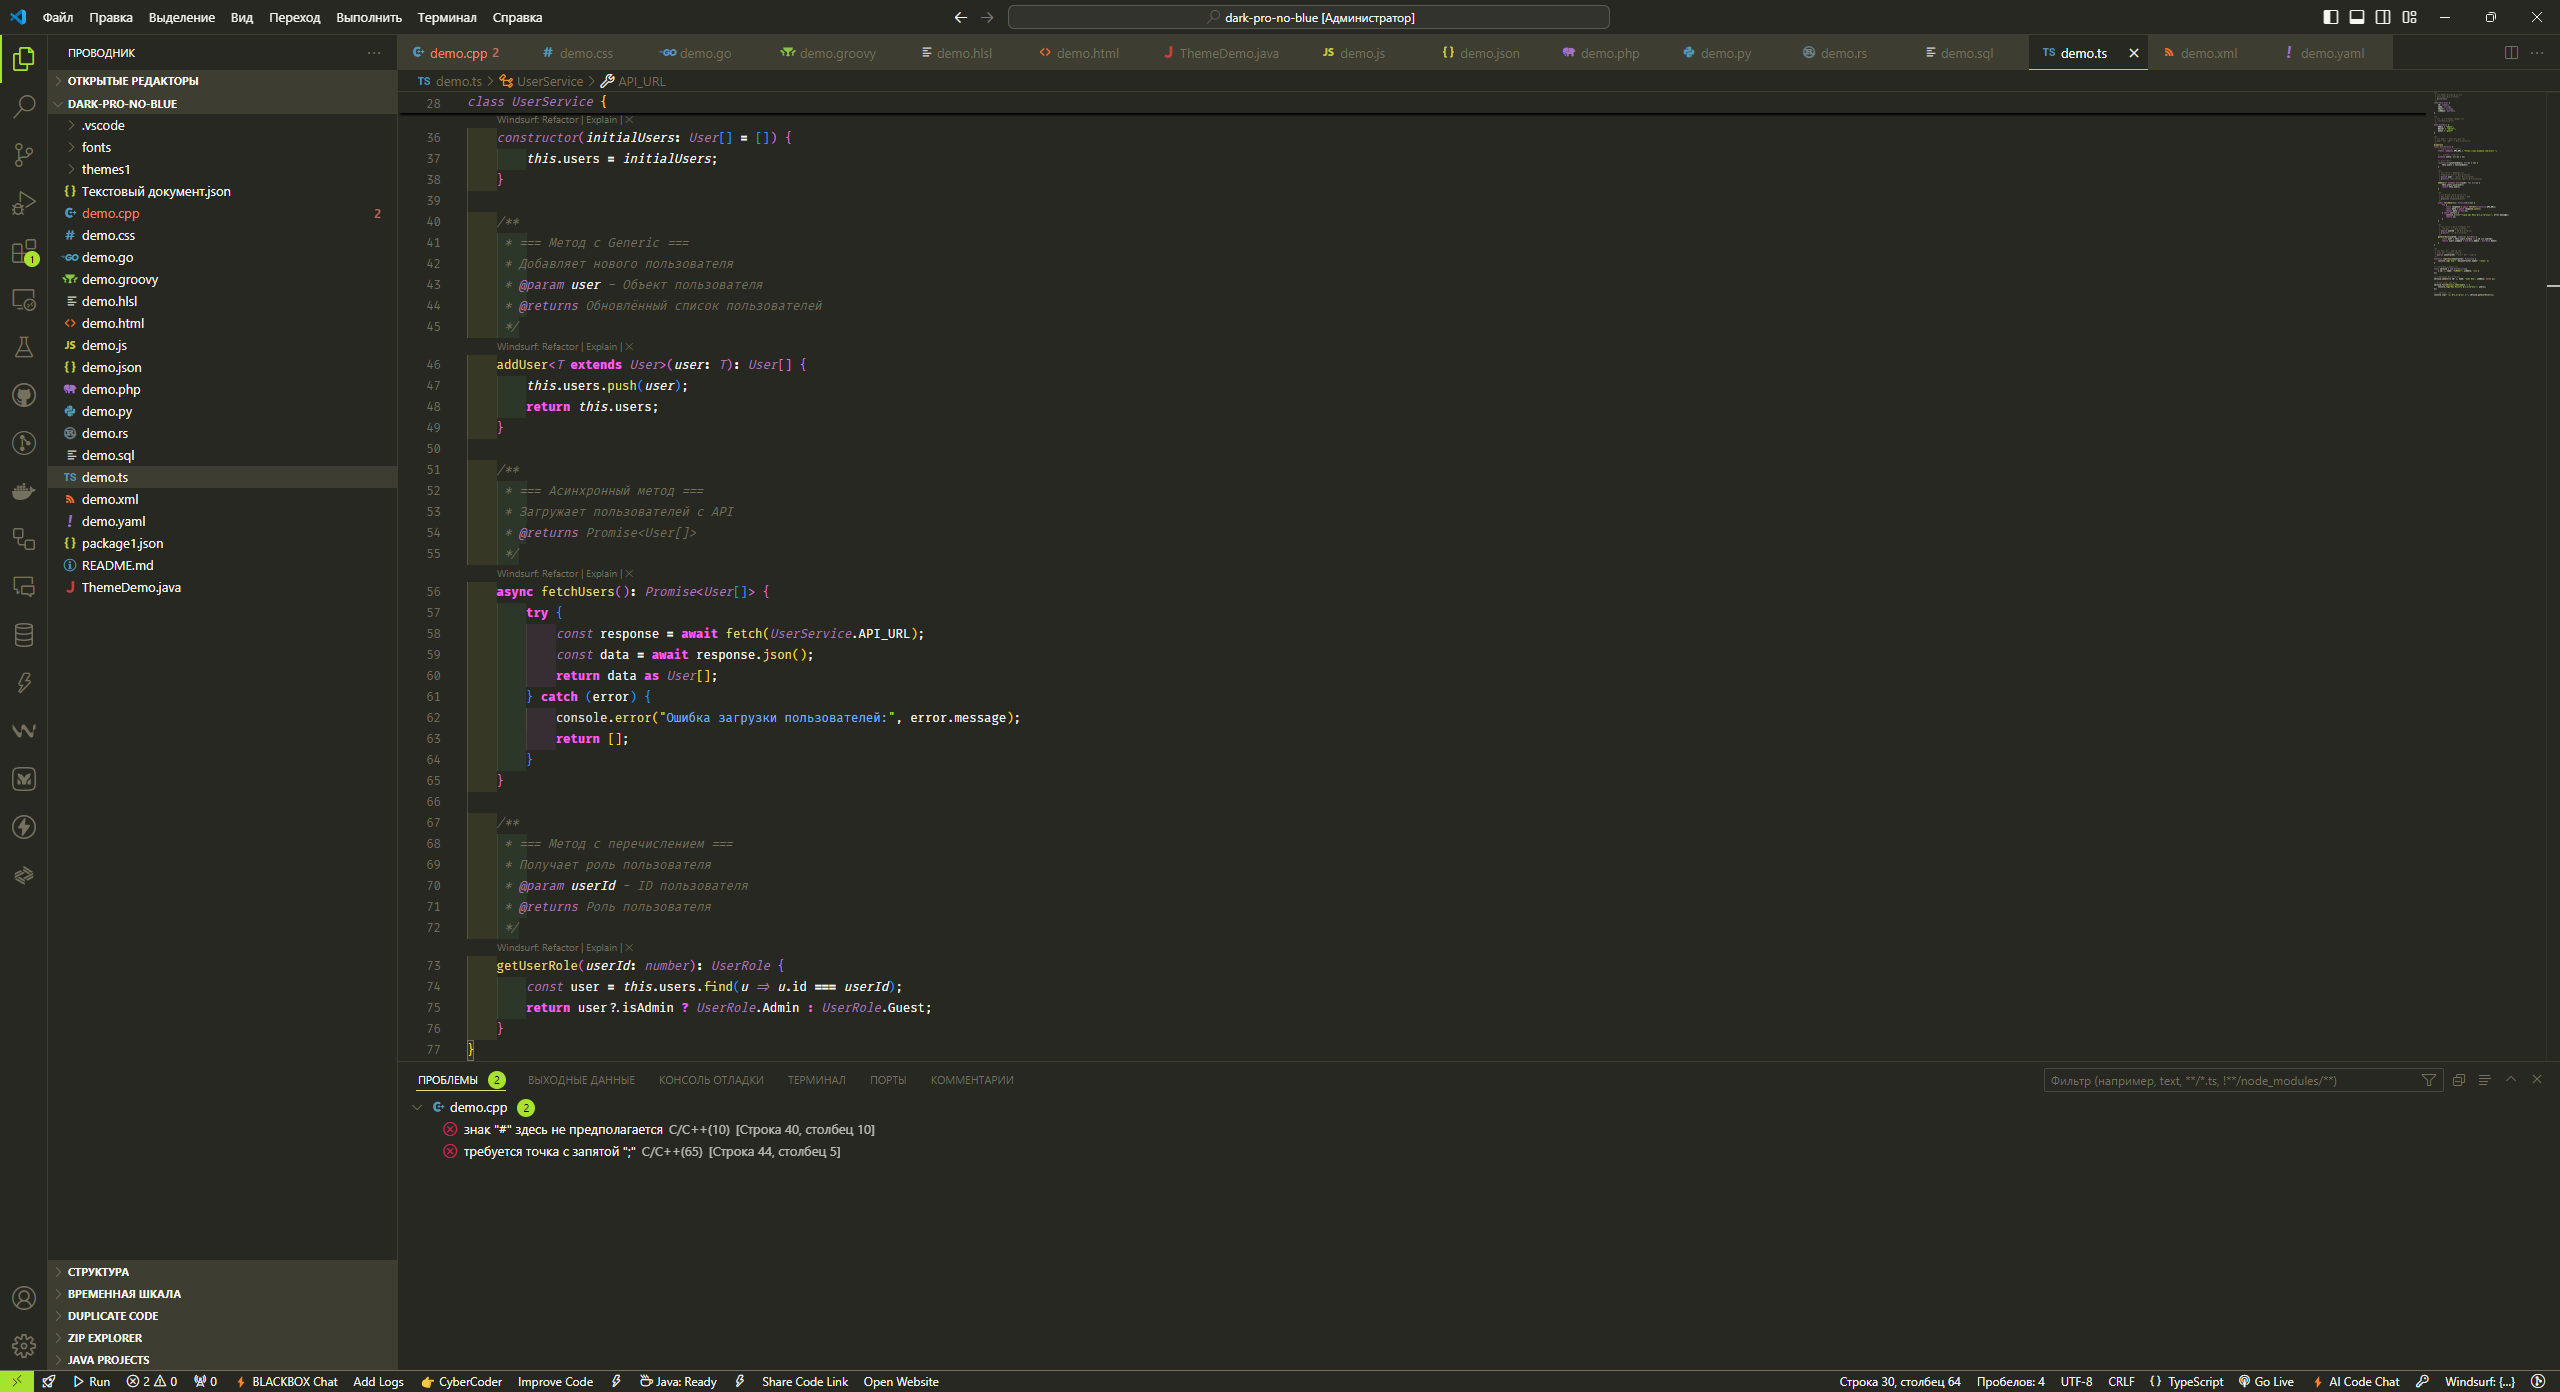 Файл Правка Выделение Вид Переход Выполнить Терминал Справка
dark-pro-no-blue [Администратор]
ПРОВОДНИК
ОТКРЫТЫЕ РЕДАКТОРЫ
DARK-PRO-NO-BLUE
.vscode
fonts
themes1
{} Текстовый документ.json
demo.cpp 2
# demo.css
GO demo.go
demo.groovy
demo.hlsl
<> demo.html
JS demo.js
{} demo.json
demo.php
demo.py
demo.rs
demo.sql
TS demo.ts
demo.xml
! demo.yaml
{} package1.json
README.md
J ThemeDemo.java
СТРУКТУРА
ВРЕМЕННАЯ ШКАЛА
DUPLICATE CODE
ZIP EXPLORER
JAVA PROJECTS
1
demo.cpp 2 # demo.css GO demo.go demo.groovy demo.hlsl <> demo.html J ThemeDemo.java JS demo.js {} demo.json demo.php demo.py demo.rs demo.sql TS demo.ts demo.xml ! demo.yaml
TS demo.ts > UserService > API_URL
28 class UserService {
Windsurf: Refactor | Explain | ×
36 constructor(initialUsers: User[] = []) {
37 this.users = initialUsers;
38 }
39
40 /**
41 * === Метод с Generic ===
42 * Добавляет нового пользователя
43 * @param user - Объект пользователя
44 * @returns Обновлённый список пользователей
45 */
Windsurf: Refactor | Explain | ×
46 addUser<T extends User>(user: T): User[] {
47 this.users.push(user);
48 return this.users;
49 }
50
51 /**
52 * === Асинхронный метод ===
53 * Загружает пользователей с API
54 * @returns Promise<User[]>
55 */
Windsurf: Refactor | Explain | ×
56 async fetchUsers(): Promise<User[]> {
57 try {
58 const response = await fetch(UserService.API_URL);
59 const data = await response.json();
60 return data as User[];
61 } catch (error) {
62 console.error("Ошибка загрузки пользователей:", error.message);
63 return [];
64 }
65 }
66
67 /**
68 * === Метод с перечислением ===
69 * Получает роль пользователя
70 * @param userId - ID пользователя
71 * @returns Роль пользователя
72 */
Windsurf: Refactor | Explain | ×
73 getUserRole(userId: number): UserRole {
74 const user = this.users.find(u => u.id === userId);
75 return user?.isAdmin ? UserRole.Admin : UserRole.Guest;
76 }
77 }
ПРОБЛЕМЫ 2 ВЫХОДНЫЕ ДАННЫЕ КОНСОЛЬ ОТЛАДКИ ТЕРМИНАЛ ПОРТЫ КОММЕНТАРИИ
Фильтр (например, text, **/*.ts, !**/node_modules/**)
demo.cpp 2
знак "#" здесь не предполагается C/C++(10) [Строка 40, столбец 10]
требуется точка с запятой ";" C/C++(65) [Строка 44, столбец 5]
Run 2 0 0 BLACKBOX Chat Add Logs CyberCoder Improve Code Java: Ready Share Code Link Open Website
Строка 30, столбец 64 Пробелов: 4 UTF-8 CRLF {} TypeScript Go Live AI Code Chat Windsurf: {...}